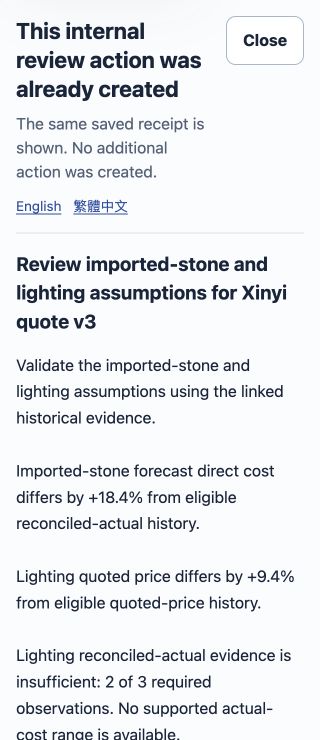 This internal
review action was
already created
Close
The same saved receipt is
shown. No additional
action was created.
English 繁體中文
Review imported-stone and
lighting assumptions for Xinyi
quote v3
Validate the imported-stone and
lighting assumptions using the linked
historical evidence.
Imported-stone forecast direct cost
differs by +18.4% from eligible
reconciled-actual history.
Lighting quoted price differs by +9.4%
from eligible quoted-price history.
Lighting reconciled-actual evidence is
insufficient: 2 of 3 required
observations. No supported actual-
cost range is available.